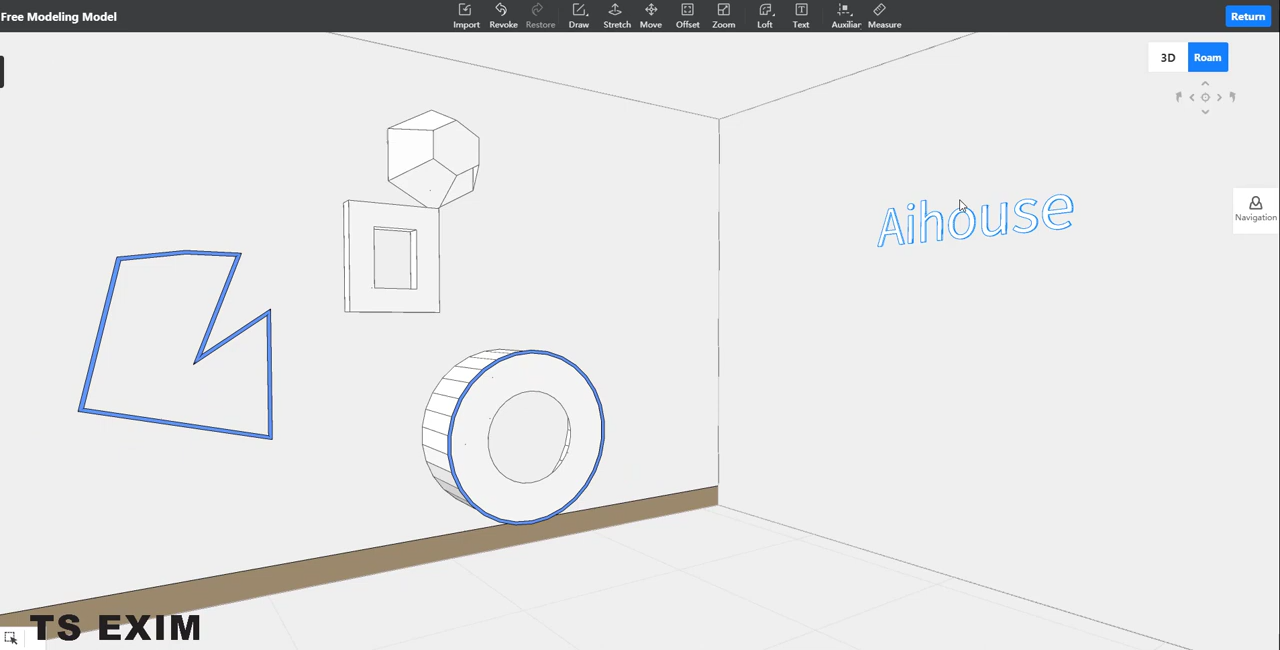 Free Modeling Model
Import Revoke Restore Draw Stretch Move Offset Zoom Loft Text Auxiliar Measure
Return
3D Roam
Navigation
Aihouse
TS EXIM